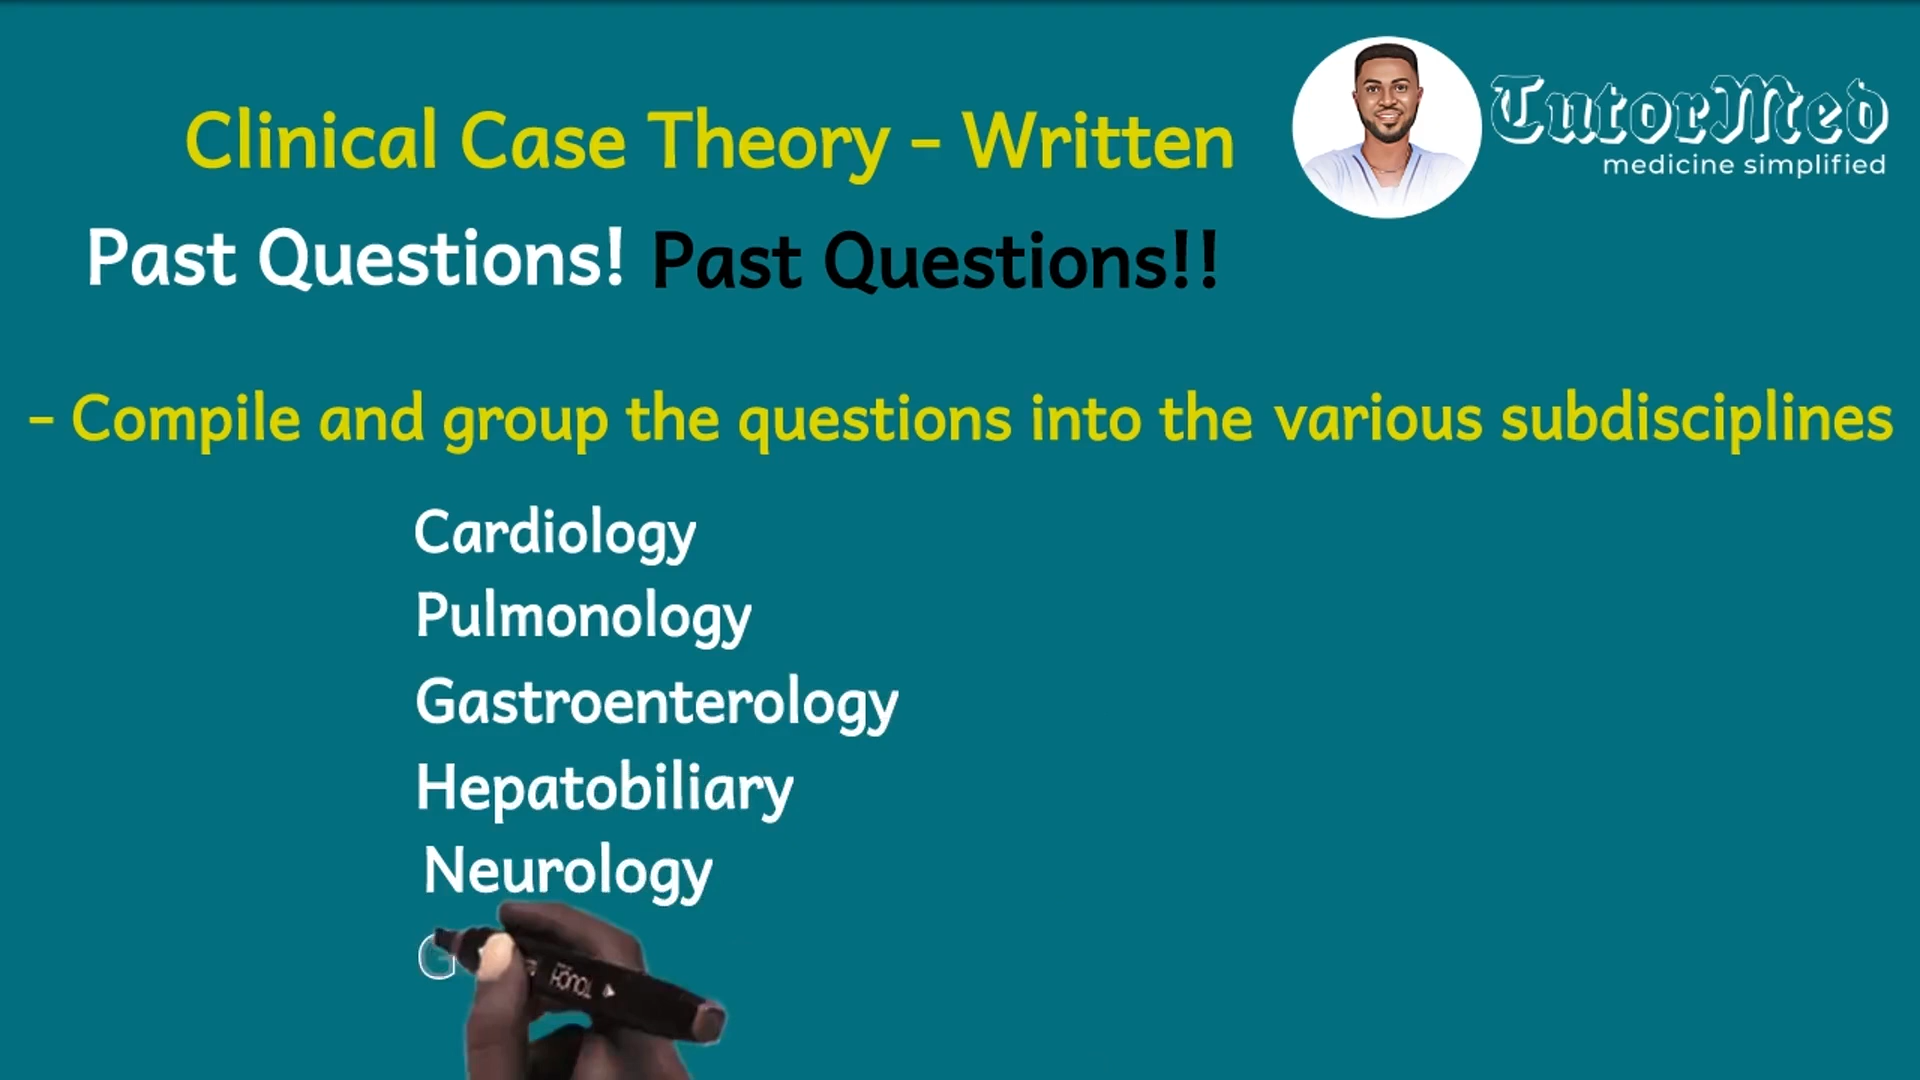 Clinical Case Theory - Written
TutorMed
medicine simplified
Past Questions! Past Questions!!
- Compile and group the questions into the various subdisciplines
Cardiology
Pulmonology
Gastroenterology
Hepatobiliary
Neurology
G
TOUCH